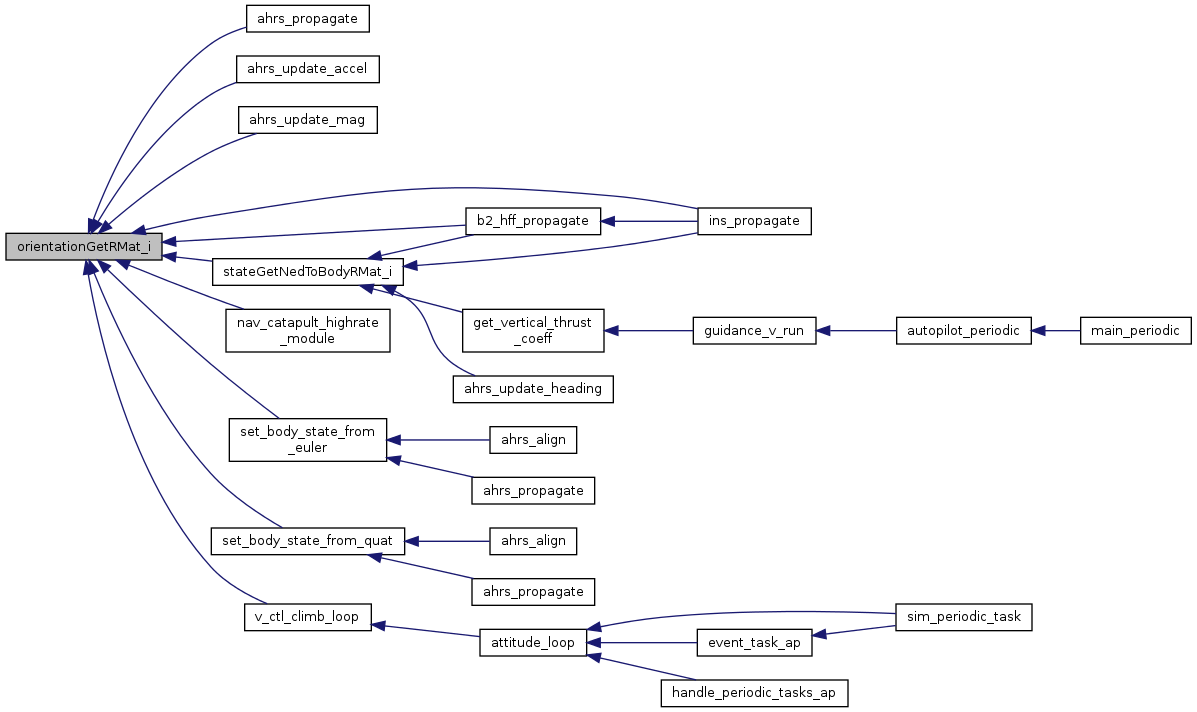 ahrs_propagate
ahrs_update_accel
ahrs_update_mag
b2_hff_propagate
ins_propagate
orientationGetRMat_i
stateGetNedToBodyRMat_i
nav_catapult_highrate
_module
get_vertical_thrust
_coeff
guidance_v_run
autopilot_periodic
main_periodic
ahrs_update_heading
set_body_state_from
_euler
ahrs_align
ahrs_propagate
set_body_state_from_quat
ahrs_align
ahrs_propagate
v_ctl_climb_loop
attitude_loop
sim_periodic_task
event_task_ap
handle_periodic_tasks_ap